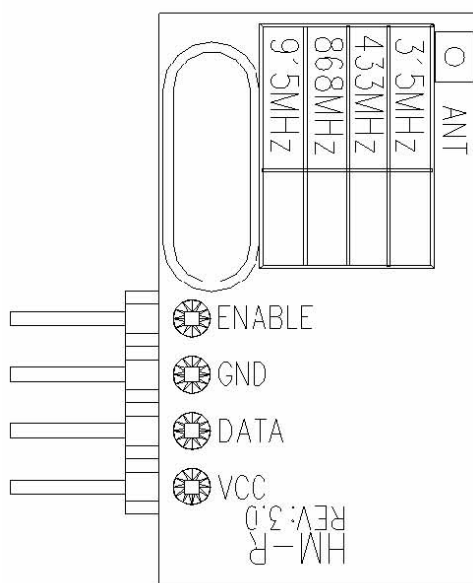 3'5MHz
433MHz
868MHz
9'5MHz
ANT
ENABLE
GND
DATA
VCC
HM-R
REV:3.0